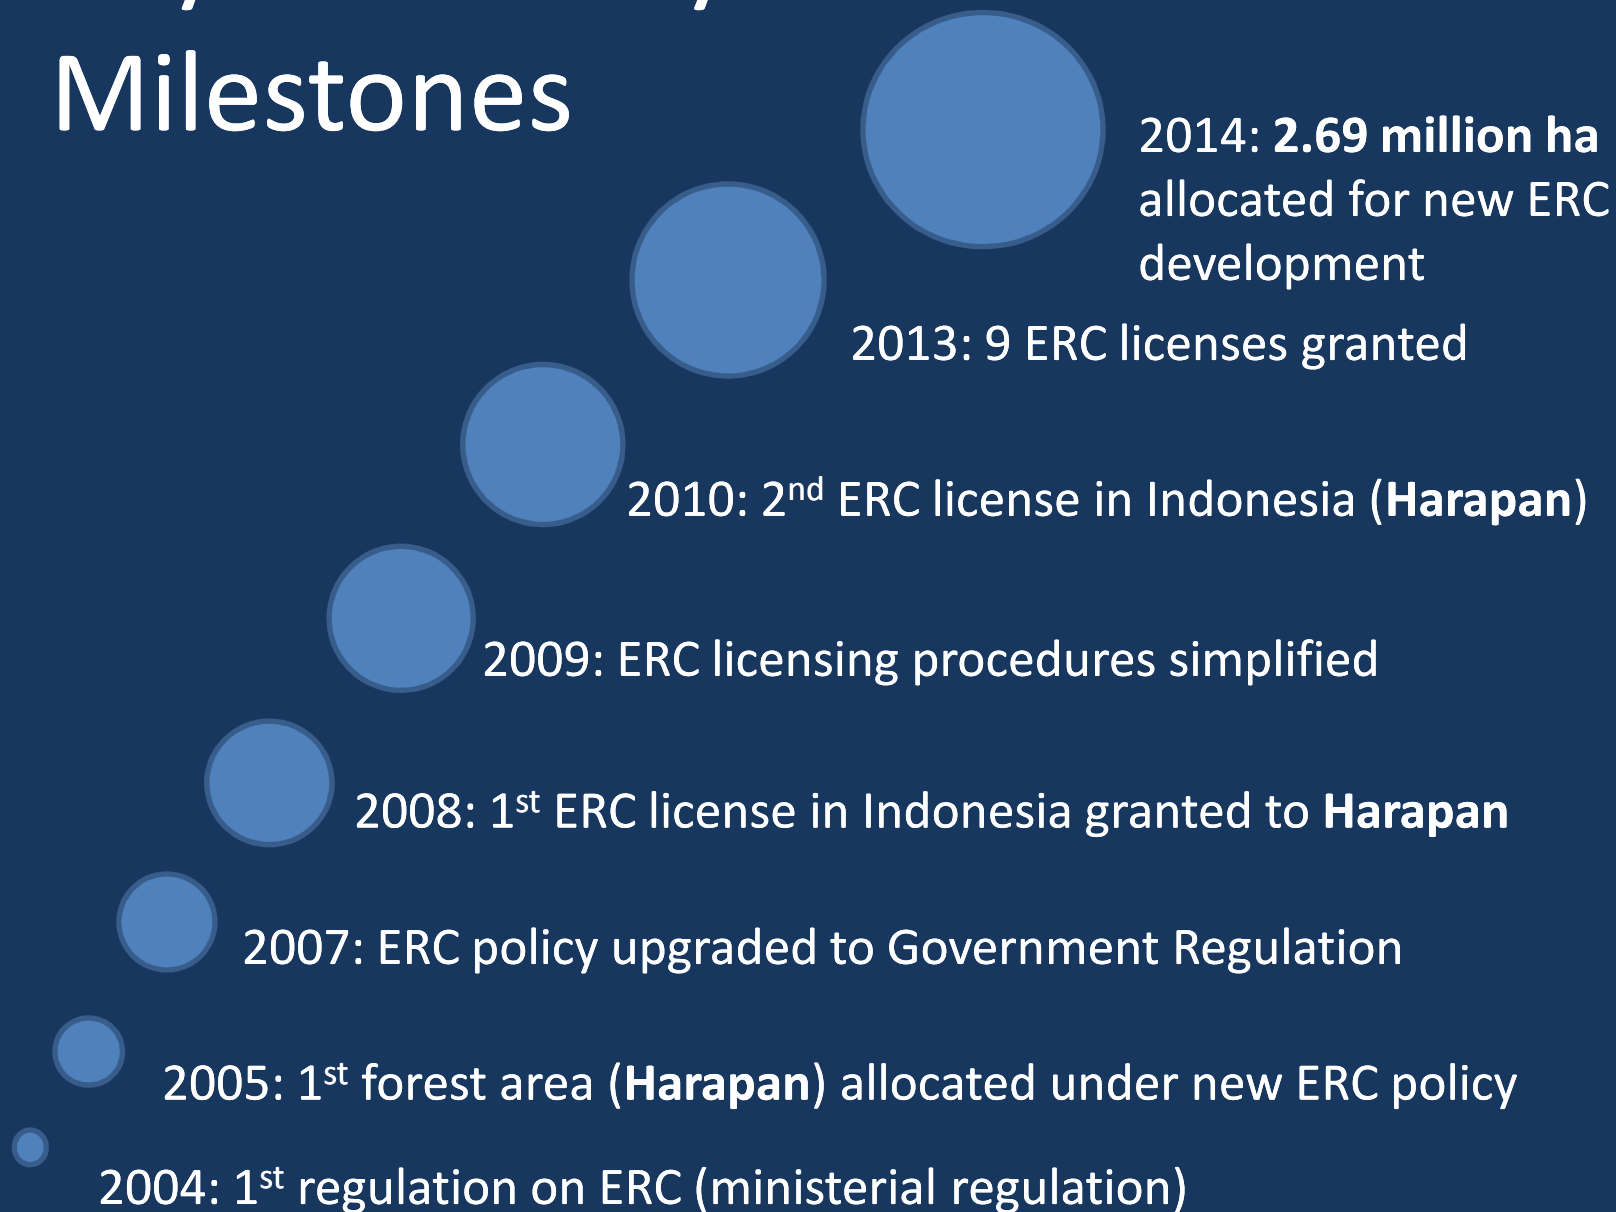 Milestones
2014: 2.69 million ha
allocated for new ERC
development
2013: 9 ERC licenses granted
2010: 2nd ERC license in Indonesia (Harapan)
2009: ERC licensing procedures simplified
2008: 1st ERC license in Indonesia granted to Harapan
2007: ERC policy upgraded to Government Regulation
2005: 1st forest area (Harapan) allocated under new ERC policy
2004: 1st regulation on ERC (ministerial regulation)